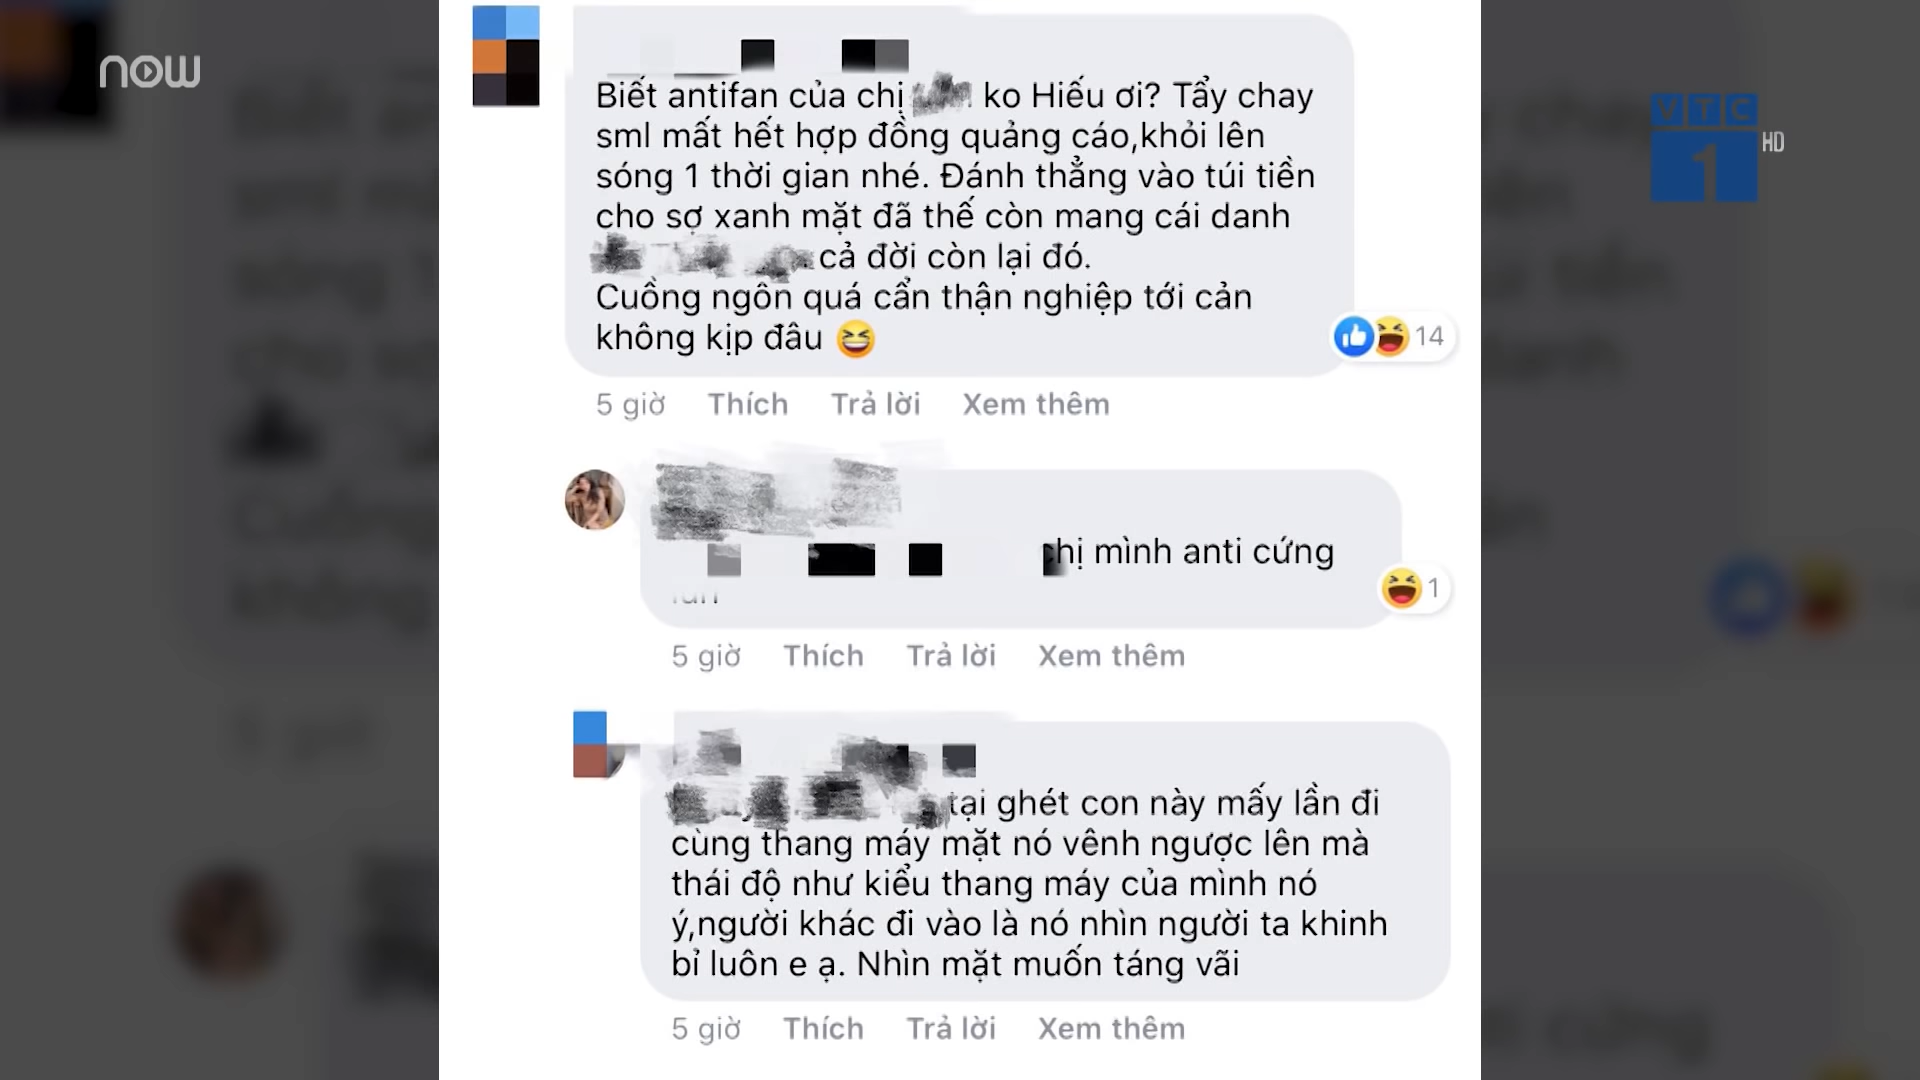 now
VTC
1 HD
Biết antifan của chị ko Hiếu ơi? Tẩy chay
sml mất hết hợp đồng quảng cáo,khỏi lên
sóng 1 thời gian nhé. Đánh thẳng vào túi tiền
cho sợ xanh mặt đã thế còn mang cái danh
cả đời còn lại đó.
Cuồng ngôn quá cẩn thận nghiệp tới cản
không kịp đâu 😆
14
5 giờ Thích Trả lời Xem thêm
chị mình anti cứng
1
5 giờ Thích Trả lời Xem thêm
tại ghét con này mấy lần đi
cùng thang máy mặt nó vênh ngược lên mà
thái độ như kiểu thang máy của mình nó
ý,người khác đi vào là nó nhìn người ta khinh
bỉ luôn e ạ. Nhìn mặt muốn táng vãi
5 giờ Thích Trả lời Xem thêm